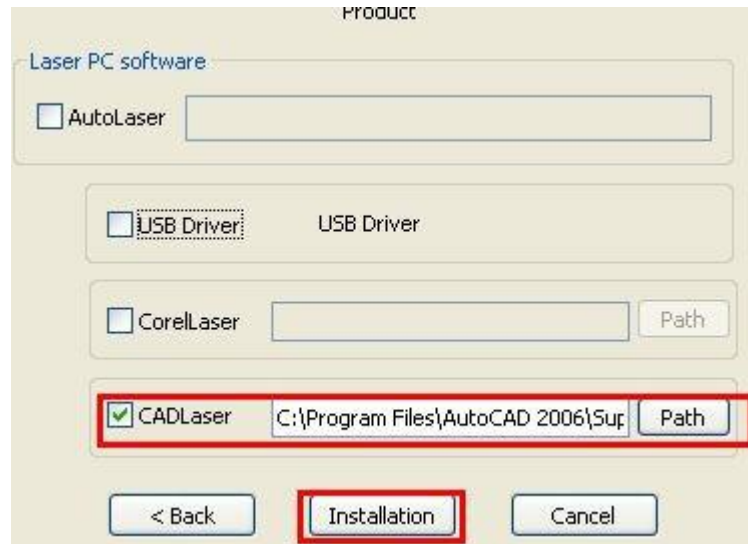 Product
Laser PC software
AutoLaser
USB Driver USB Driver
CorelLaser Path
CADLaser C:\Program Files\AutoCAD 2006\Sup Path
< Back Installation Cancel